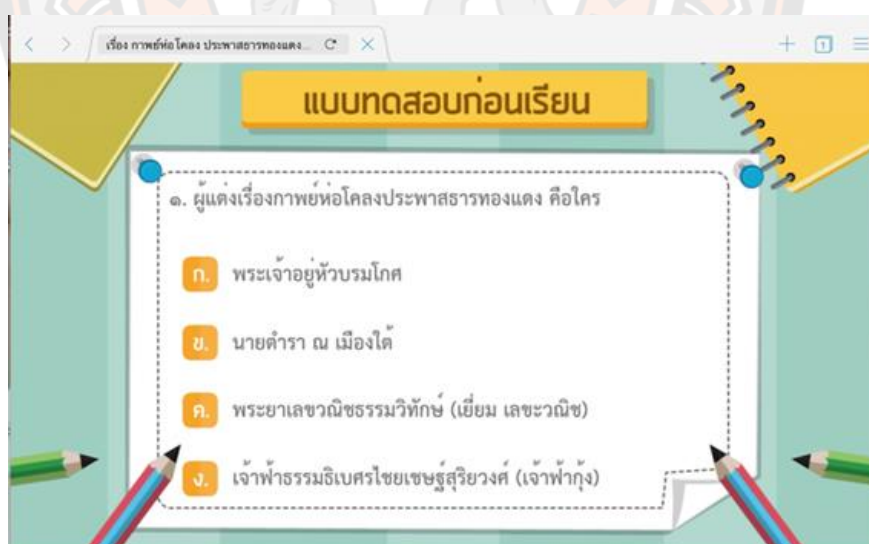 เรื่อง กาพย์ห่อโคลง ประพาสธารทองแดง...
1
แบบทดสอบก่อนเรียน
๑. ผู้แต่งเรื่องกาพย์ห่อโคลงประพาสธารทองแดง คือใคร
ก. พระเจ้าอยู่หัวบรมโกศ
ข. นายตำรา ณ เมืองใต้
ค. พระยาเลขวณิชธรรมวิทักษ์ (เยี่ยม เลขะวณิช)
ง. เจ้าฟ้าธรรมธิเบศรไชยเชษฐ์สุริยวงศ์ (เจ้าฟ้ากุ้ง)